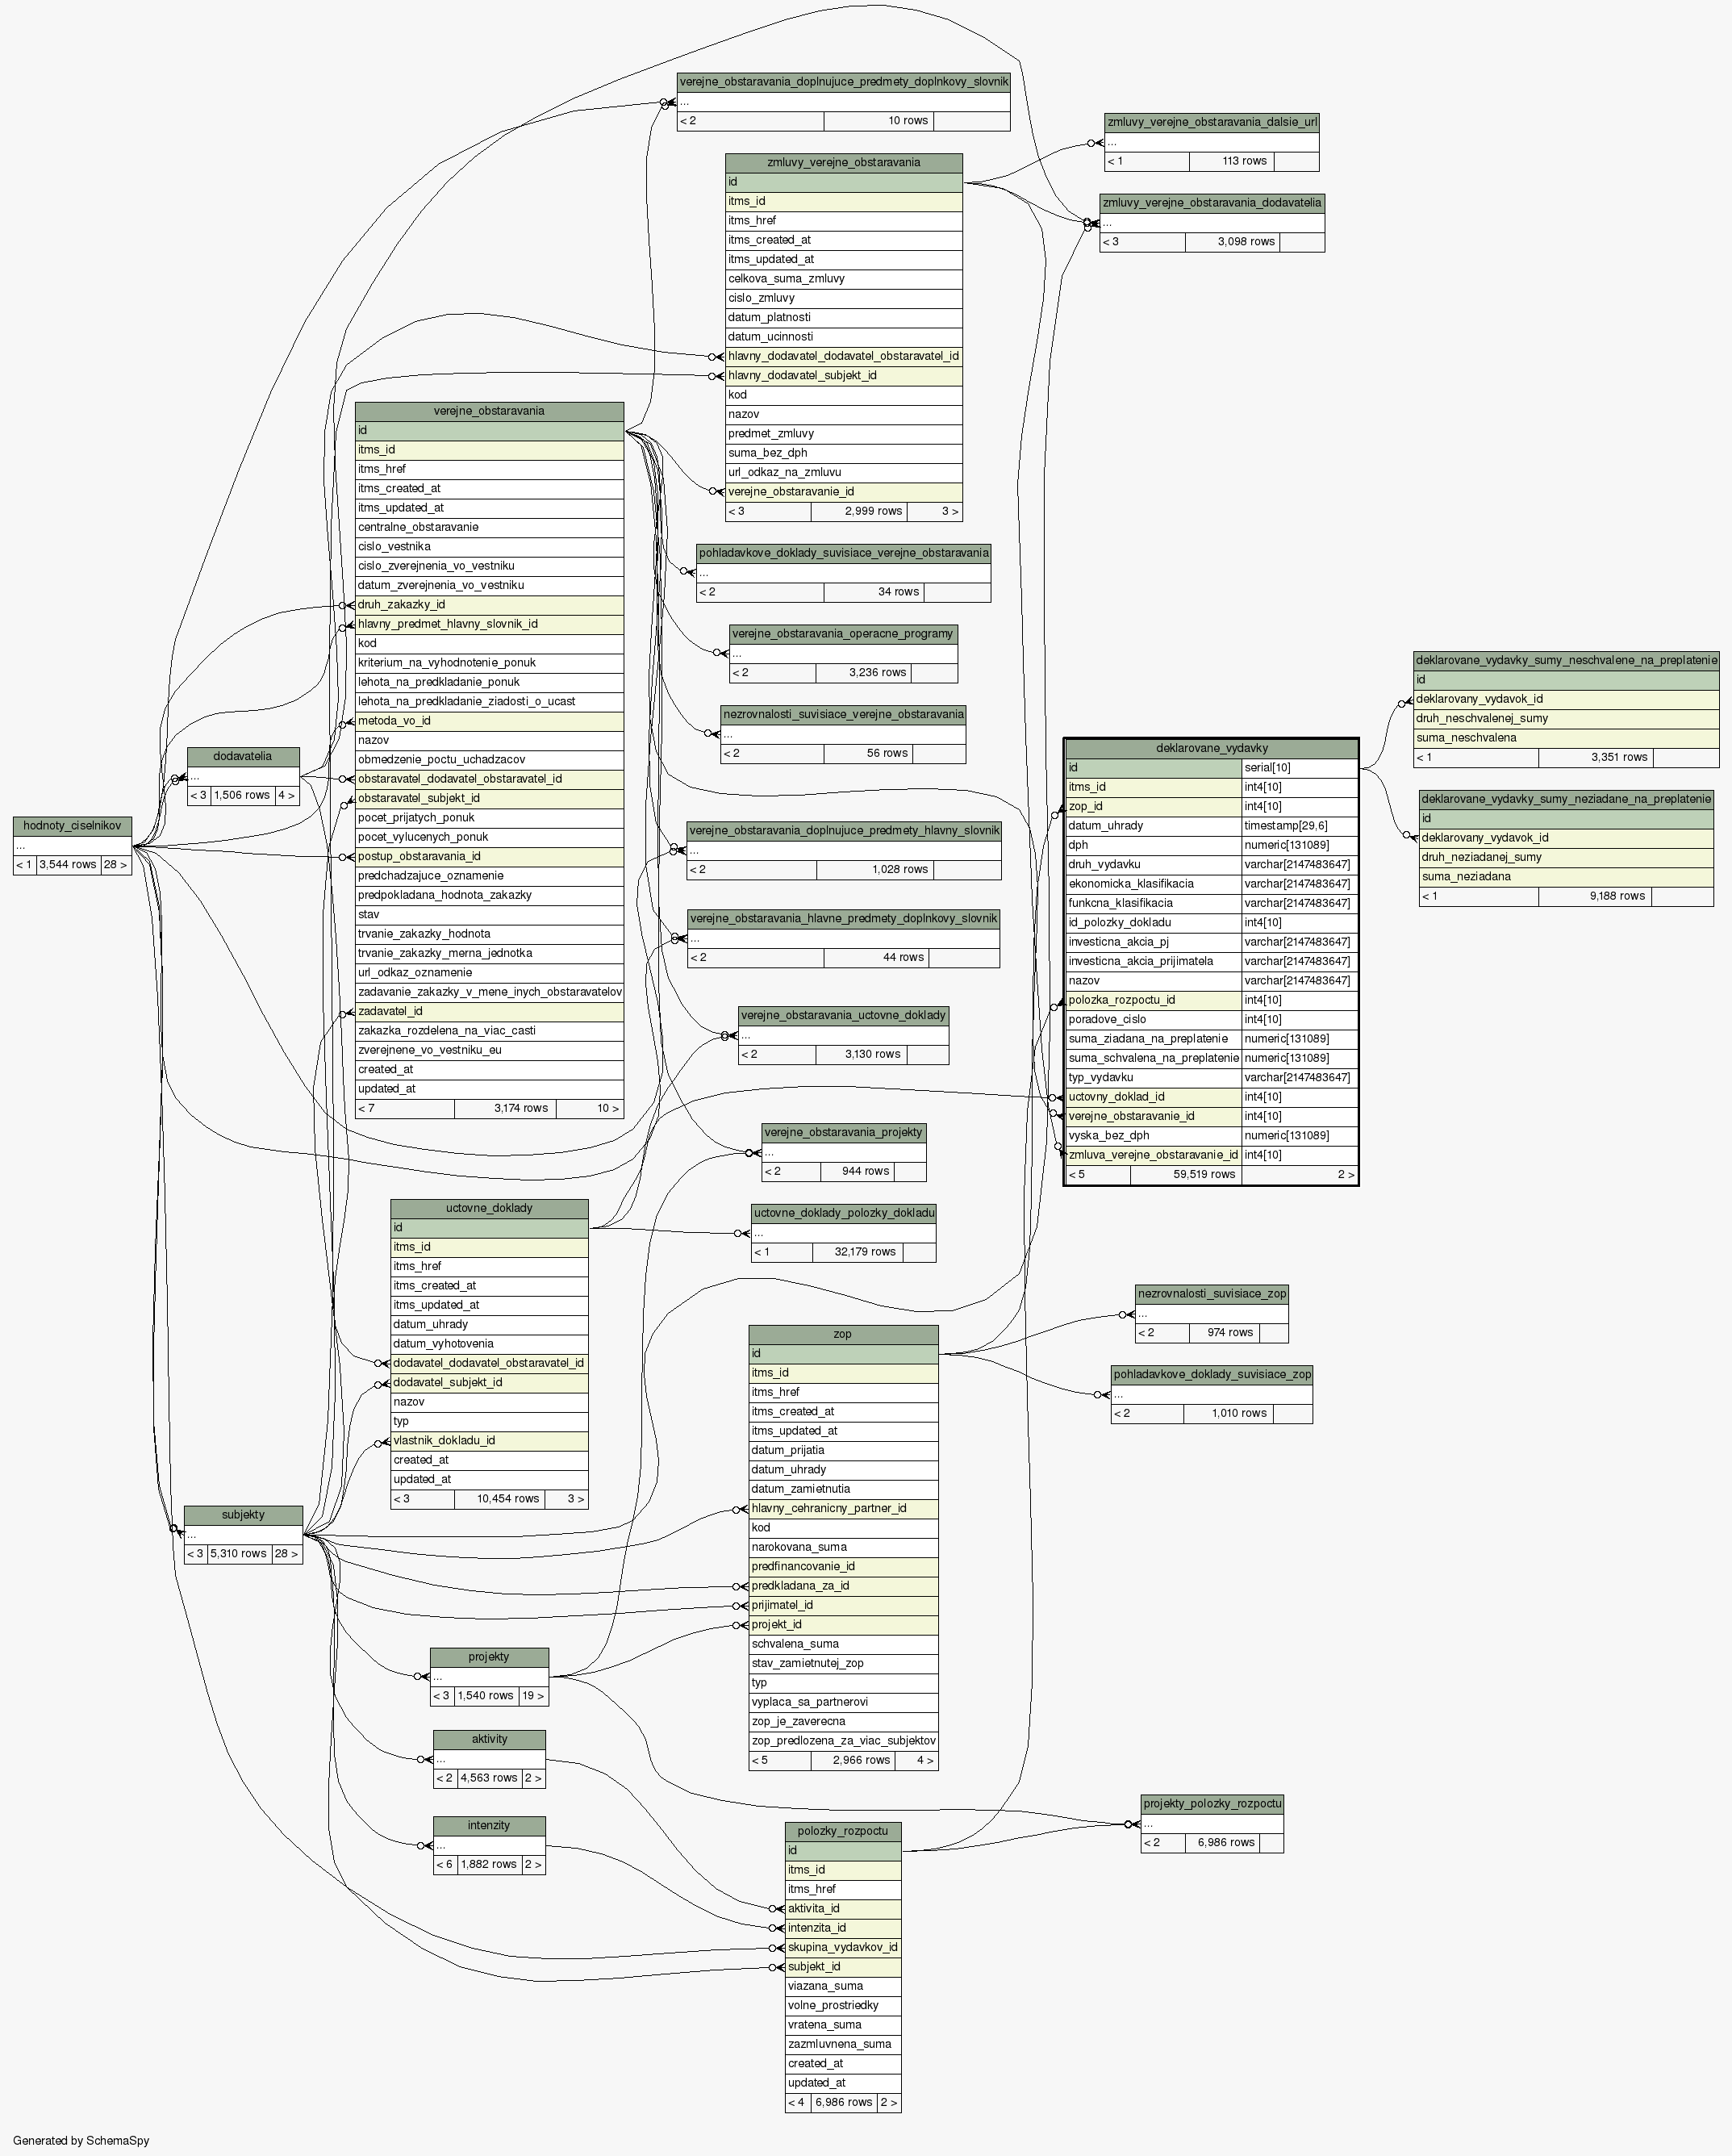 verejne_obstaravania_doplnujuce_predmety_doplnkovy_slovnik
...
< 2 10 rows
zmluvy_verejne_obstaravania_dalsie_url
...
< 1 113 rows
zmluvy_verejne_obstaravania
id
itms_id
itms_href
itms_created_at
itms_updated_at
celkova_suma_zmluvy
cislo_zmluvy
datum_platnosti
datum_ucinnosti
hlavny_dodavatel_dodavatel_obstaravatel_id
hlavny_dodavatel_subjekt_id
kod
nazov
predmet_zmluvy
suma_bez_dph
url_odkaz_na_zmluvu
verejne_obstaravanie_id
< 3 2,999 rows 3 >
zmluvy_verejne_obstaravania_dodavatelia
...
< 3 3,098 rows
verejne_obstaravania
id
itms_id
itms_href
itms_created_at
itms_updated_at
centralne_obstaravanie
cislo_vestnika
cislo_zverejnenia_vo_vestniku
datum_zverejnenia_vo_vestniku
druh_zakazky_id
hlavny_predmet_hlavny_slovnik_id
kod
kriterium_na_vyhodnotenie_ponuk
lehota_na_predkladanie_ponuk
lehota_na_predkladanie_ziadosti_o_ucast
metoda_vo_id
nazov
obmedzenie_poctu_uchadzacov
obstaravatel_dodavatel_obstaravatel_id
obstaravatel_subjekt_id
pocet_prijatych_ponuk
pocet_vylucenych_ponuk
postup_obstaravania_id
predchadzajuce_oznamenie
predpokladana_hodnota_zakazky
stav
trvanie_zakazky_hodnota
trvanie_zakazky_merna_jednotka
url_odkaz_oznamenie
zadavanie_zakazky_v_mene_inych_obstaravatelov
zadavatel_id
zakazka_rozdelena_na_viac_casti
zverejnene_vo_vestniku_eu
created_at
updated_at
< 7 3,174 rows 10 >
pohladavkove_doklady_suvisiace_verejne_obstaravania
...
< 2 34 rows
verejne_obstaravania_operacne_programy
...
< 2 3,236 rows
nezrovnalosti_suvisiace_verejne_obstaravania
...
< 2 56 rows
deklarovane_vydavky_sumy_neschvalene_na_preplatenie
id
deklarovany_vydavok_id
druh_neschvalenej_sumy
suma_neschvalena
< 1 3,351 rows
deklarovane_vydavky
id serial[10]
itms_id int4[10]
zop_id int4[10]
datum_uhrady timestamp[29,6]
dph numeric[131089]
druh_vydavku varchar[2147483647]
ekonomicka_klasifikacia varchar[2147483647]
funkcna_klasifikacia varchar[2147483647]
id_polozky_dokladu int4[10]
investicna_akcia_pj varchar[2147483647]
investicna_akcia_prijimatela varchar[2147483647]
nazov varchar[2147483647]
polozka_rozpoctu_id int4[10]
poradove_cislo int4[10]
suma_ziadana_na_preplatenie numeric[131089]
suma_schvalena_na_preplatenie numeric[131089]
typ_vydavku varchar[2147483647]
uctovny_doklad_id int4[10]
verejne_obstaravanie_id int4[10]
vyska_bez_dph numeric[131089]
zmluva_verejne_obstaravanie_id int4[10]
< 5 59,519 rows 2 >
deklarovane_vydavky_sumy_neziadane_na_preplatenie
id
deklarovany_vydavok_id
druh_neziadanej_sumy
suma_neziadana
< 1 9,188 rows
dodavatelia
...
< 3 1,506 rows 4 >
hodnoty_ciselnikov
...
< 1 3,544 rows 28 >
verejne_obstaravania_doplnujuce_predmety_hlavny_slovnik
...
< 2 1,028 rows
verejne_obstaravania_hlavne_predmety_doplnkovy_slovnik
...
< 2 44 rows
verejne_obstaravania_uctovne_doklady
...
< 2 3,130 rows
verejne_obstaravania_projekty
...
< 2 944 rows
uctovne_doklady
id
itms_id
itms_href
itms_created_at
itms_updated_at
datum_uhrady
datum_vyhotovenia
dodavatel_dodavatel_obstaravatel_id
dodavatel_subjekt_id
nazov
typ
vlastnik_dokladu_id
created_at
updated_at
< 3 10,454 rows 3 >
uctovne_doklady_polozky_dokladu
...
< 1 32,179 rows
nezrovnalosti_suvisiace_zop
...
< 2 974 rows
zop
id
itms_id
itms_href
itms_created_at
itms_updated_at
datum_prijatia
datum_uhrady
datum_zamietnutia
hlavny_cehranicny_partner_id
kod
narokovana_suma
predfinancovanie_id
predkladana_za_id
prijimatel_id
projekt_id
schvalena_suma
stav_zamietnutej_zop
typ
vyplaca_sa_partnerovi
zop_je_zaverecna
zop_predlozena_za_viac_subjektov
< 5 2,966 rows 4 >
pohladavkove_doklady_suvisiace_zop
...
< 2 1,010 rows
subjekty
...
< 3 5,310 rows 28 >
projekty
...
< 3 1,540 rows 19 >
aktivity
...
< 2 4,563 rows 2 >
intenzity
...
< 6 1,882 rows 2 >
projekty_polozky_rozpoctu
...
< 2 6,986 rows
polozky_rozpoctu
id
itms_id
itms_href
aktivita_id
intenzita_id
skupina_vydavkov_id
subjekt_id
viazana_suma
volne_prostriedky
vratena_suma
zazmluvnena_suma
created_at
updated_at
< 4 6,986 rows 2 >
Generated by SchemaSpy